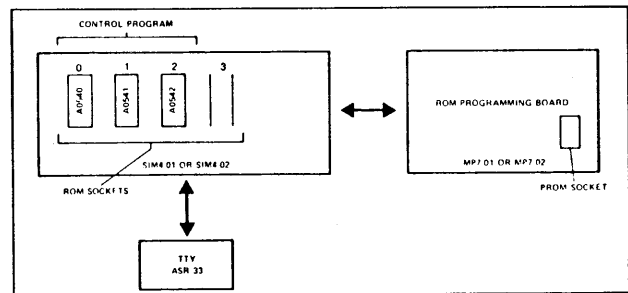 CONTROL PROGRAM
0 1 2 3
A0540 A0541 A0542
ROM SOCKETS
SIM4 01 OR SIM4 02
ROM PROGRAMMING BOARD
MP7 01 OR MP7 02
PROM SOCKET
TTY
ASR 33